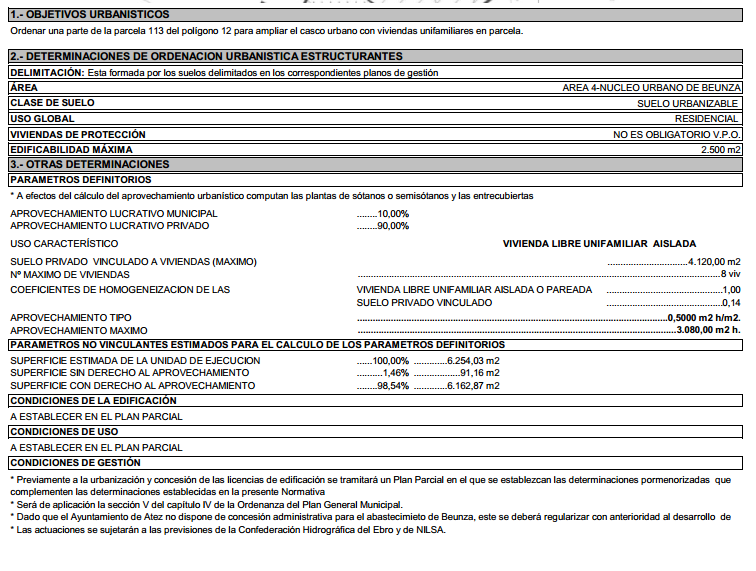 1.- OBJETIVOS URBANISTICOS
Ordenar una parte de la parcela 113 del polígono 12 para ampliar el casco urbano con viviendas unifamiliares en parcela.
2.- DETERMINACIONES DE ORDENACION URBANISTICA ESTRUCTURANTES
DELIMITACIÓN: Esta formada por los suelos delimitados en los correspondientes planos de gestión
ÁREA AREA 4-NUCLEO URBANO DE BEUNZA
CLASE DE SUELO SUELO URBANIZABLE
USO GLOBAL RESIDENCIAL
VIVIENDAS DE PROTECCIÓN NO ES OBLIGATORIO V.P.O.
EDIFICABILIDAD MÁXIMA 2.500 m2
3.- OTRAS DETERMINACIONES
PARAMETROS DEFINITORIOS
* A efectos del cálculo del aprovechamiento urbanístico computan las plantas de sótanos o semisótanos y las entrecubiertas
APROVECHAMIENTO LUCRATIVO MUNICIPAL ........10,00%
APROVECHAMIENTO LUCRATIVO PRIVADO ........90,00%
USO CARACTERÍSTICO VIVIENDA LIBRE UNIFAMILIAR AISLADA
SUELO PRIVADO VINCULADO A VIVIENDAS (MAXIMO) ..............................4.120,00 m2
Nº MAXIMO DE VIVIENDAS ..............................8 viv
COEFICIENTES DE HOMOGENEIZACION DE LAS VIVIENDA LIBRE UNIFAMILIAR AISLADA O PAREADA ..............................1,00
SUELO PRIVADO VINCULADO ..............................0,14
APROVECHAMIENTO TIPO ..............................0,5000 m2 h/m2.
APROVECHAMIENTO MAXIMO ..............................3.080,00 m2 h.
PARAMETROS NO VINCULANTES ESTIMADOS PARA EL CALCULO DE LOS PARAMETROS DEFINITORIOS
SUPERFICIE ESTIMADA DE LA UNIDAD DE EJECUCION ......100,00% ............6.254,03 m2
SUPERFICIE SIN DERECHO AL APROVECHAMIENTO ..........1,46% .................91,16 m2
SUPERFICIE CON DERECHO AL APROVECHAMIENTO ........98,54% ............6.162,87 m2
CONDICIONES DE LA EDIFICACIÓN
A ESTABLECER EN EL PLAN PARCIAL
CONDICIONES DE USO
A ESTABLECER EN EL PLAN PARCIAL
CONDICIONES DE GESTIÓN
* Previamente a la urbanización y concesión de las licencias de edificación se tramitará un Plan Parcial en el que se establezcan las determinaciones pormenorizadas que
complementen las determinaciones establecidas en la presente Normativa
* Será de aplicación la sección V del capítulo IV de la Ordenanza del Plan General Municipal.
* Dado que el Ayuntamiento de Atez no dispone de concesión administrativa para el abastecimieto de Beunza, este se deberá regularizar con anterioridad al desarrollo de
* Las actuaciones se sujetarán a las previsiones de la Confederación Hidrográfica del Ebro y de NILSA.